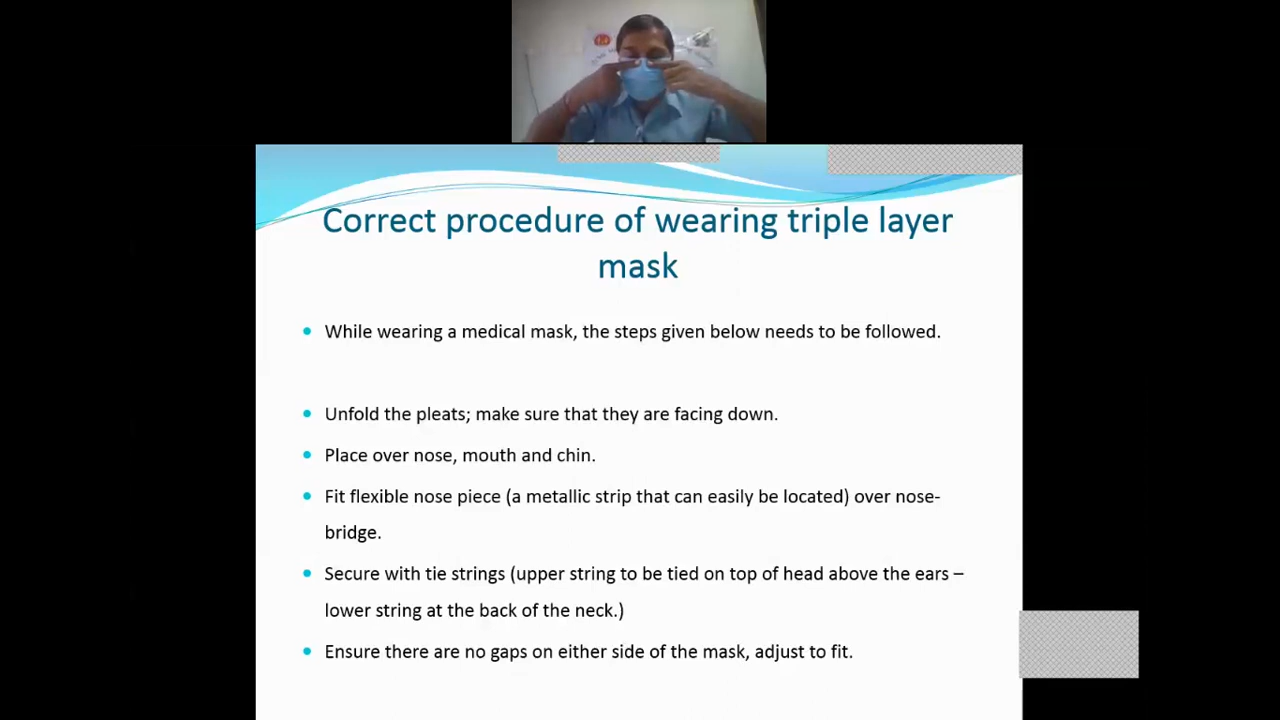 Correct procedure of wearing triple layer
mask
While wearing a medical mask, the steps given below needs to be followed.
Unfold the pleats; make sure that they are facing down.
Place over nose, mouth and chin.
Fit flexible nose piece (a metallic strip that can easily be located) over nose-
bridge.
Secure with tie strings (upper string to be tied on top of head above the ears –
lower string at the back of the neck.)
Ensure there are no gaps on either side of the mask, adjust to fit.